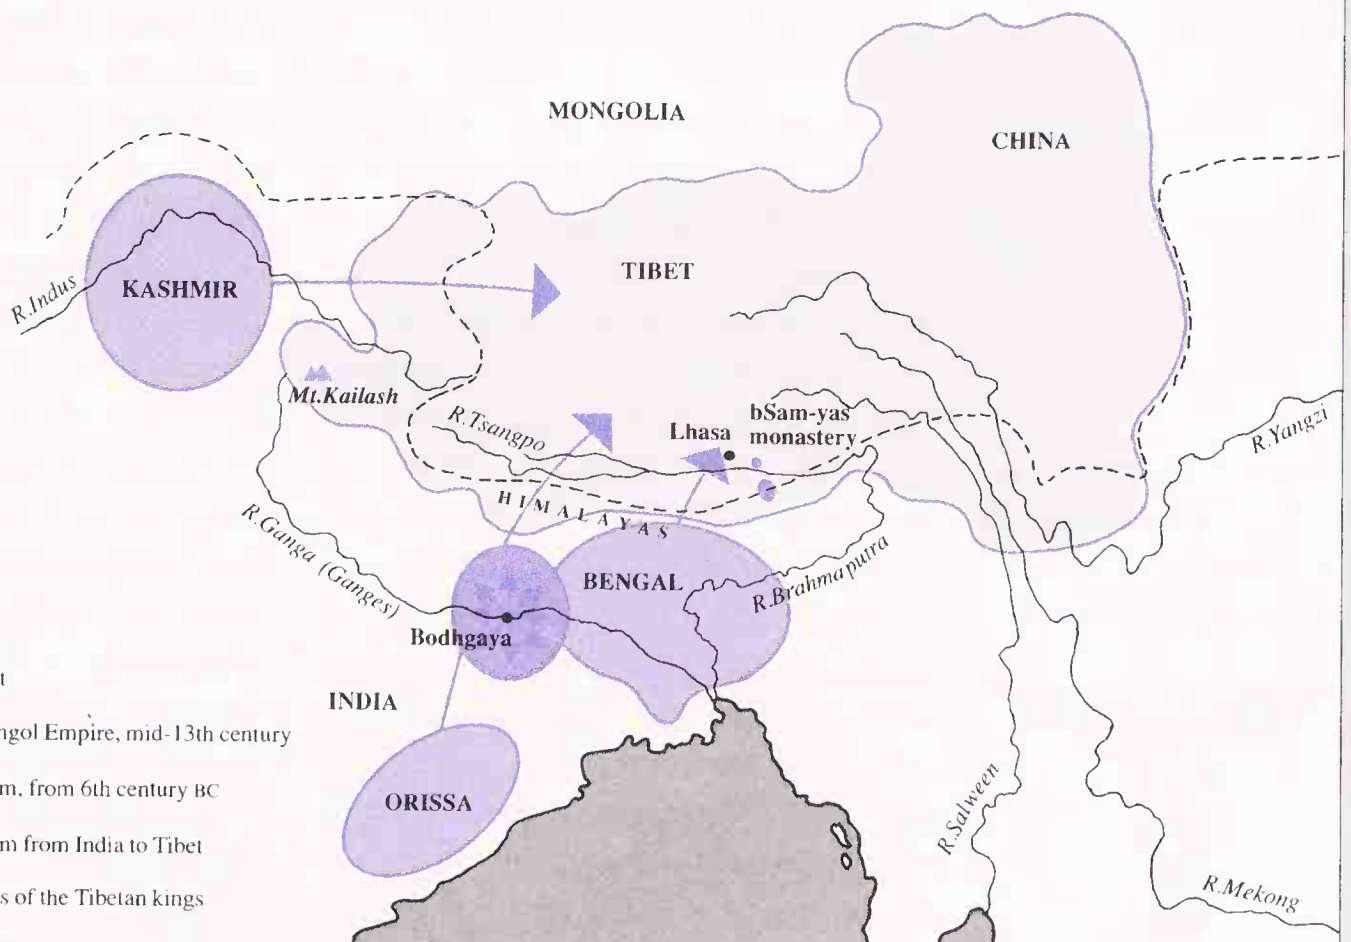 MONGOLIA
CHINA
TIBET
KASHMIR
R.Indus
Mt.Kailash
R.Tsangpo
Lhasa
bSam-yas
monastery
R.Yangzi
HIMALAYAS
R.Ganga (Ganges)
BENGAL
R.Brahmaputra
Bodhgaya
INDIA
ORISSA
R.Salween
R.Mekong
t
ngol Empire, mid-13th century
m, from 6th century BC
m from India to Tibet
s of the Tibetan kings